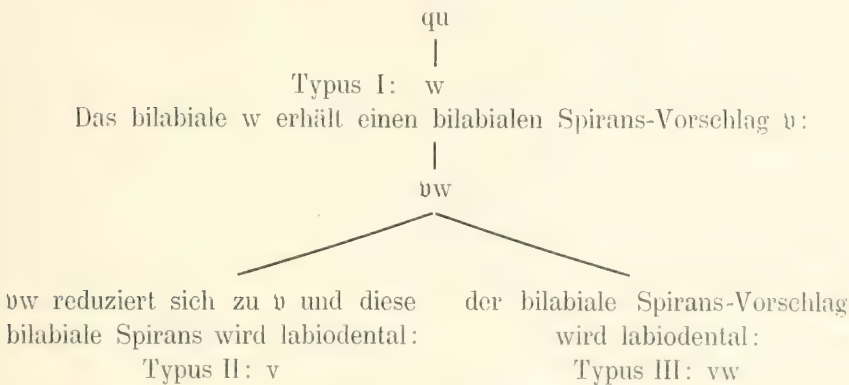 qu
Typus I: w
Das bilabiale w erhält einen bilabialen Spirans-Vorschlag ʋ:
ʋw
ʋw reduziert sich zu ʋ und diese
bilabiale Spirans wird labiodental:
Typus II: v
der bilabiale Spirans-Vorschlag
wird labiodental:
Typus III: vw